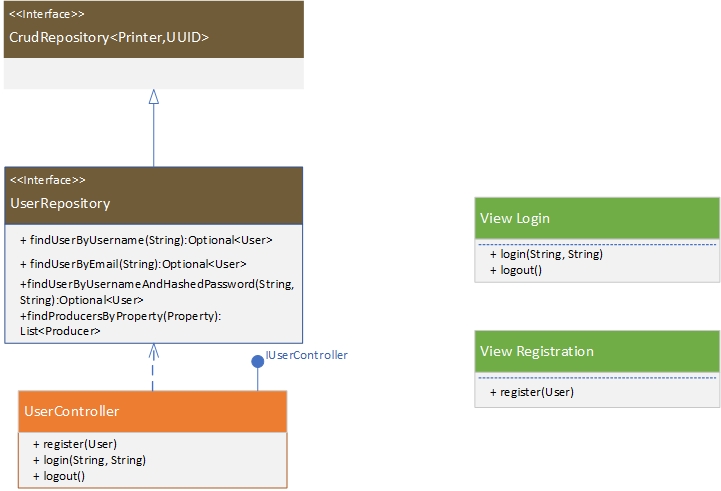 <<Interface>>
CrudRepository<Printer,UUID>
<<Interface>>
UserRepository
+ findUserByUsername(String):Optional<User>
+ findUserByEmail(String):Optional<User>
+findUserByUsernameAndHashedPassword(String,
String):Optional<User>
+findProducersByProperty(Property):
List<Producer>
IUserController
UserController
+ register(User)
+ login(String, String)
+ logout()
View Login
+ login(String, String)
+ logout()
View Registration
+ register(User)